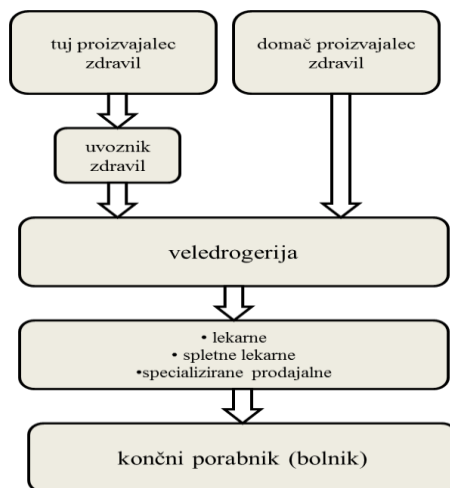 tuj proizvajalec
zdravil
domač proizvajalec
zdravil
uvoznik
zdravil
veledrogerija
• lekarne
• spletne lekarne
•specializirane prodajalne
končni porabnik (bolnik)